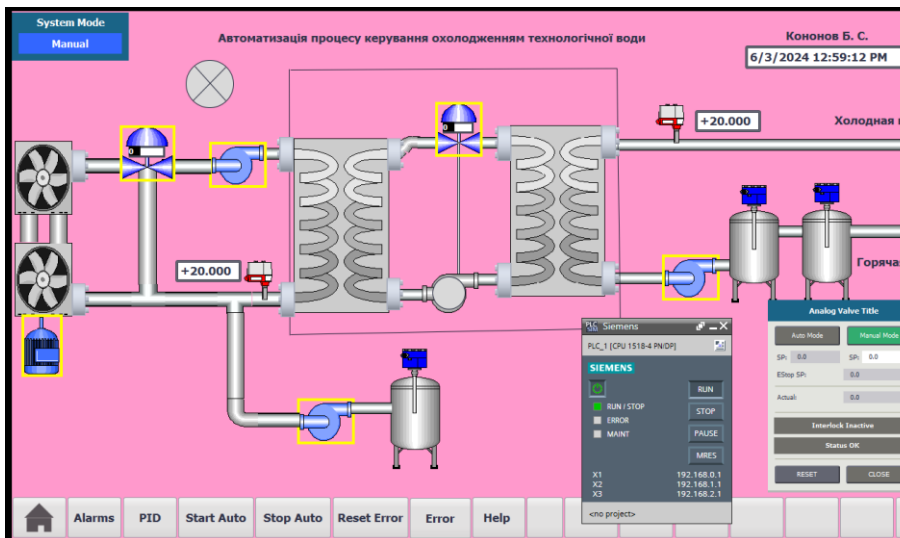 System Mode
Manual
Автоматизація процесу керування охолодженням технологічної води
Кононов Б. С.
6/3/2024 12:59:12 PM
+20.000
Холодная
+20.000
Горячая
Siemens
PLC_1 [CPU 1518-4 PN/DP]
SIEMENS
RUN
RUN / STOP
STOP
ERROR
MAINT
PAUSE
MRES
X1 192.168.0.1
X2 192.168.1.1
X3 192.168.2.1
<no project>
Analog Valve Title
Auto Mode
Manual Mode
SP: 0.0
SP: 0.0
EStop SP: 0.0
Actual: 0.0
Interlock Inactive
Status OK
RESET
CLOSE
Alarms
PID
Start Auto
Stop Auto
Reset Error
Error
Help